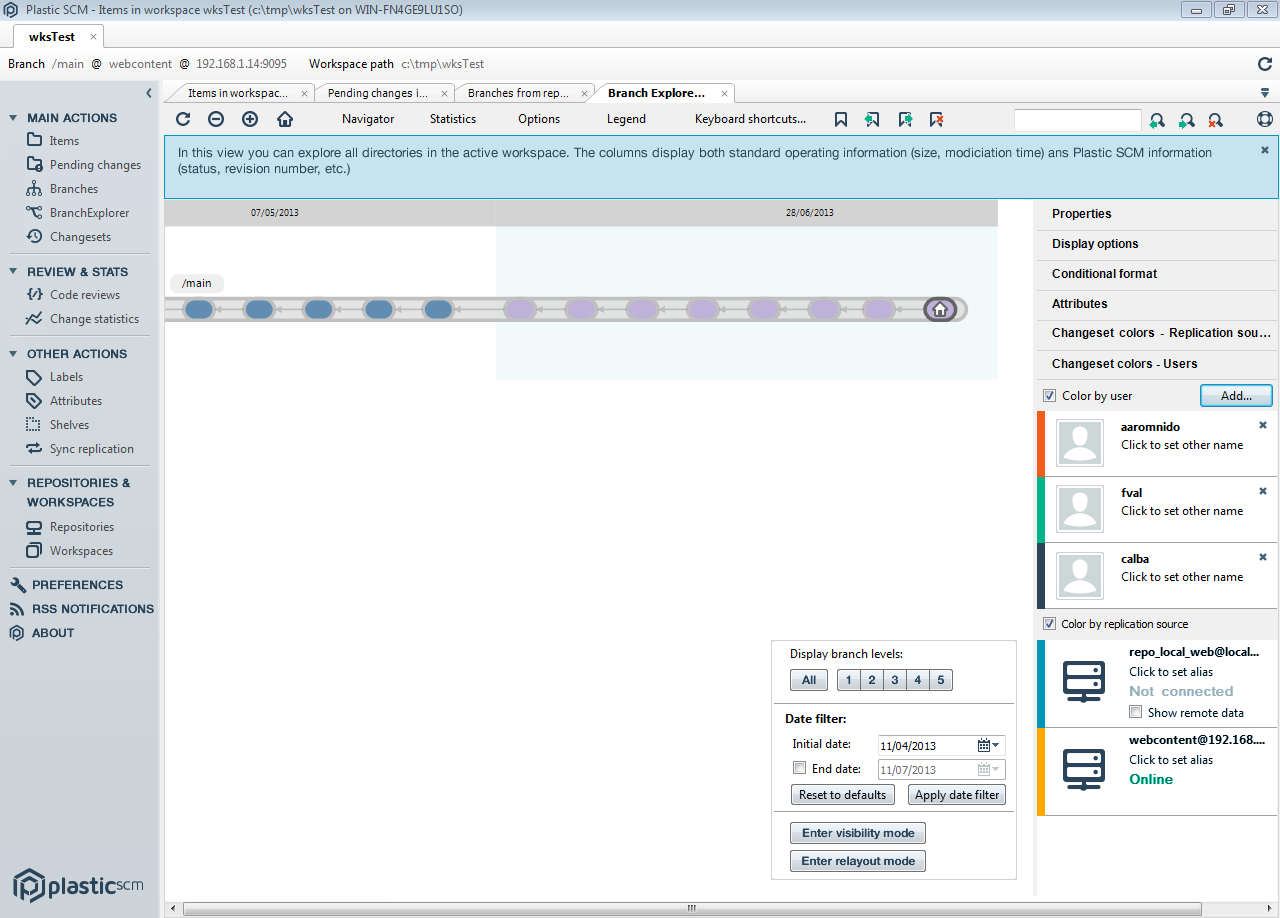 Plastic SCM - Items in workspace wksTest (c:\tmp\wksTest on WIN-FN4GE9LU1SO)
wksTest
Branch /main @ webcontent @ 192.168.1.14:9095 Workspace path c:\tmp\wksTest
Items in workspac... Pending changes i... Branches from rep... Branch Explore...
Navigator Statistics Options Legend Keyboard shortcuts...
In this view you can explore all directories in the active workspace. The columns display both standard operating information (size, modiciation time) ans Plastic SCM information
(status, revision number, etc.)
MAIN ACTIONS
Items
Pending changes
Branches
BranchExplorer
Changesets
REVIEW & STATS
Code reviews
Change statistics
OTHER ACTIONS
Labels
Attributes
Shelves
Sync replication
REPOSITORIES &
WORKSPACES
Repositories
Workspaces
PREFERENCES
RSS NOTIFICATIONS
ABOUT
plasticscm
07/05/2013 28/06/2013
/main
Display branch levels:
All 1 2 3 4 5
Date filter:
Initial date: 11/04/2013
End date: 11/07/2013
Reset to defaults Apply date filter
Enter visibility mode
Enter relayout mode
Properties
Display options
Conditional format
Attributes
Changeset colors - Replication sou...
Changeset colors - Users
Color by user Add...
aaromnido
Click to set other name
fval
Click to set other name
calba
Click to set other name
Color by replication source
repo_local_web@local...
Click to set alias
Not connected
Show remote data
webcontent@192.168....
Click to set alias
Online